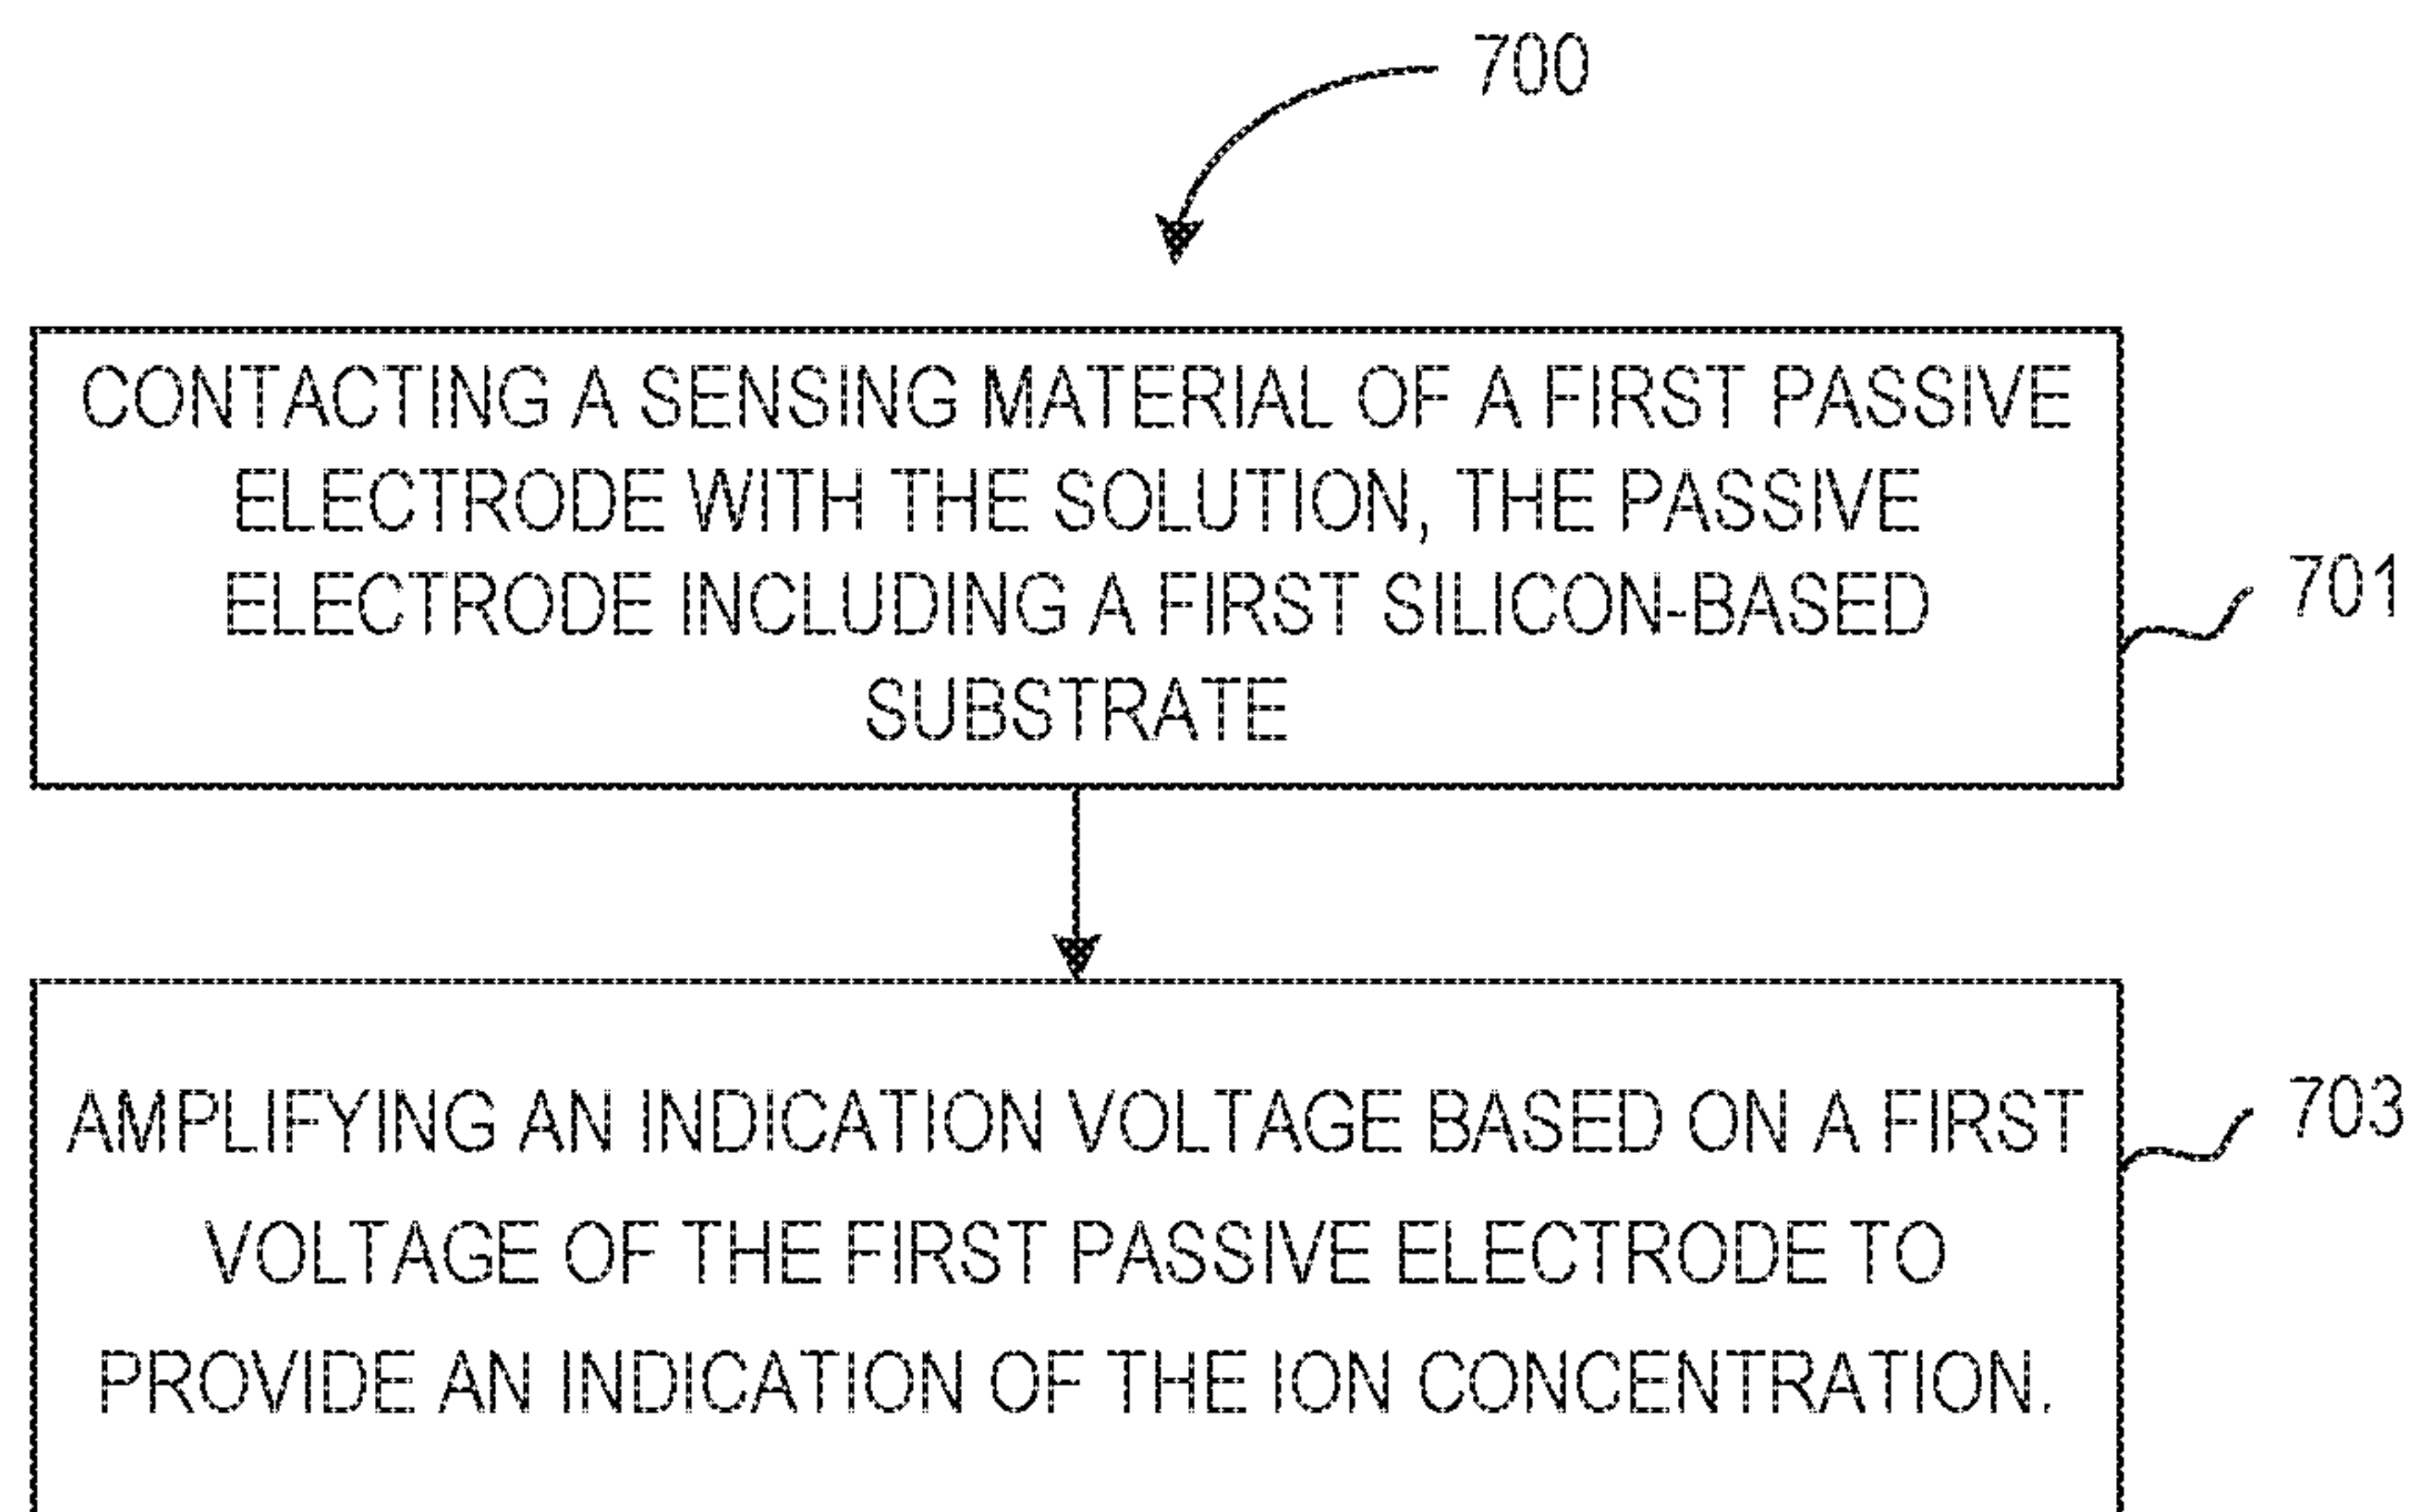 700
CONTACTING A SENSING MATERIAL OF A FIRST PASSIVE
ELECTRODE WITH THE SOLUTION, THE PASSIVE
ELECTRODE INCLUDING A FIRST SILICON-BASED
SUBSTRATE
701
AMPLIFYING AN INDICATION VOLTAGE BASED ON A FIRST
VOLTAGE OF THE FIRST PASSIVE ELECTRODE TO
PROVIDE AN INDICATION OF THE ION CONCENTRATION.
703